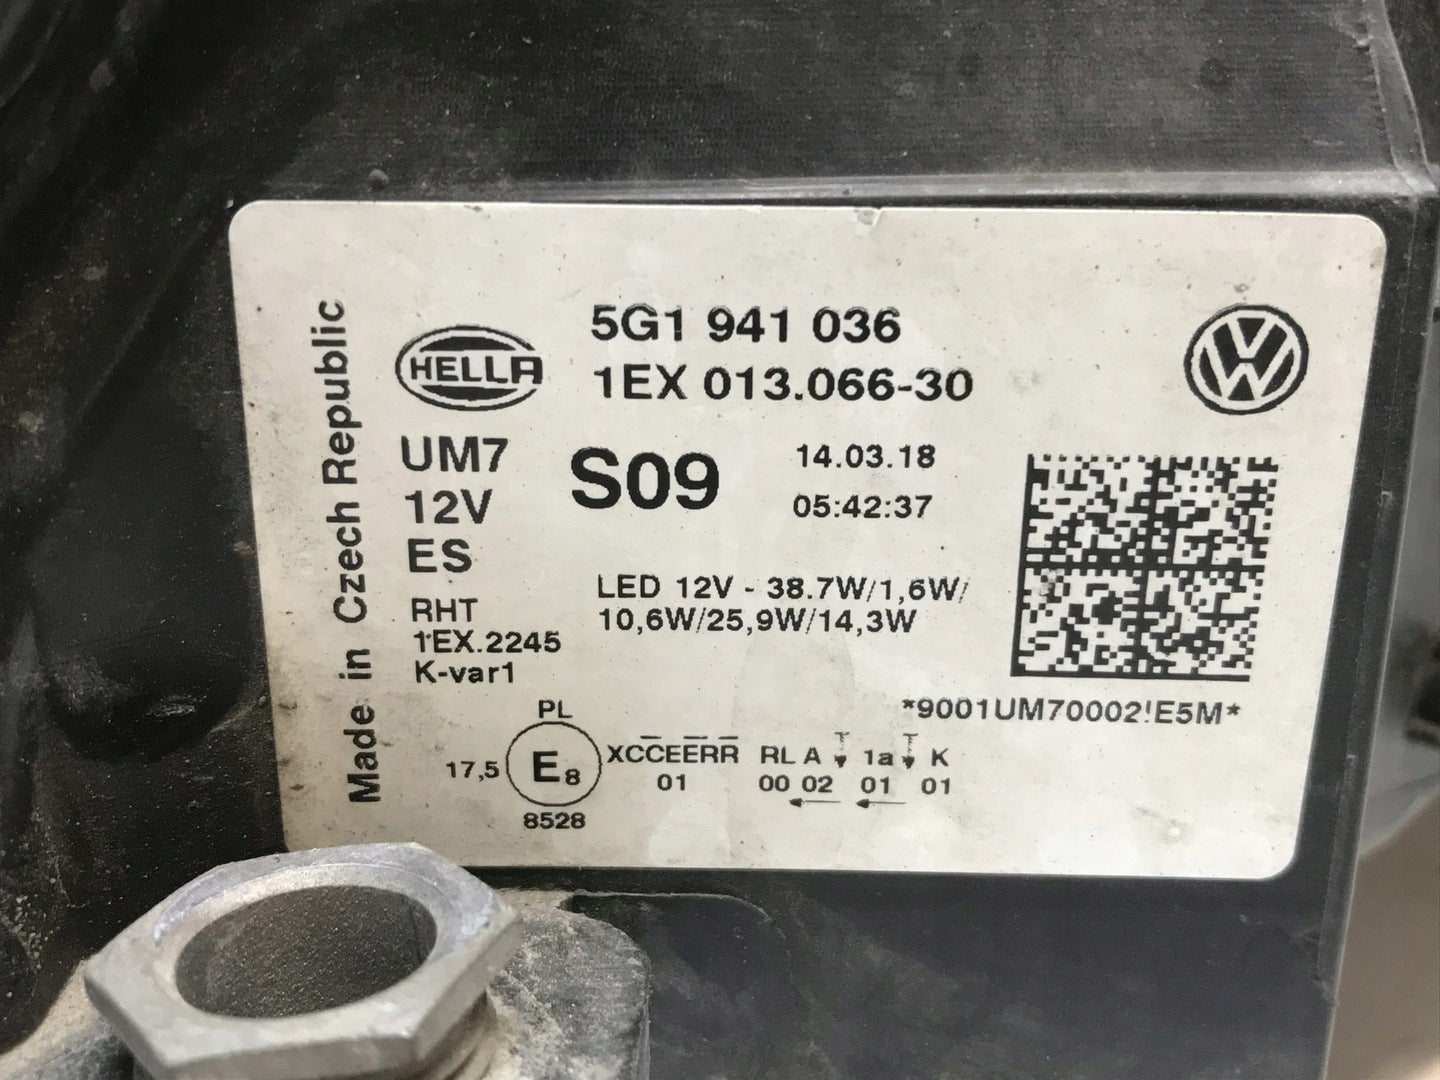 Made in Czech Republic
HELLA
5G1 941 036
1EX 013.066-30
UM7
S09
14.03.18
12V
05:42:37
ES
LED 12V - 38.7W/1,6W/
10,6W/25,9W/14,3W
RHT
1EX.2245
K-var1
*9001UM70002!E5M*
PL
17,5 E8 XCCEERR RL A 1a K
01 00 02 01 01
8528